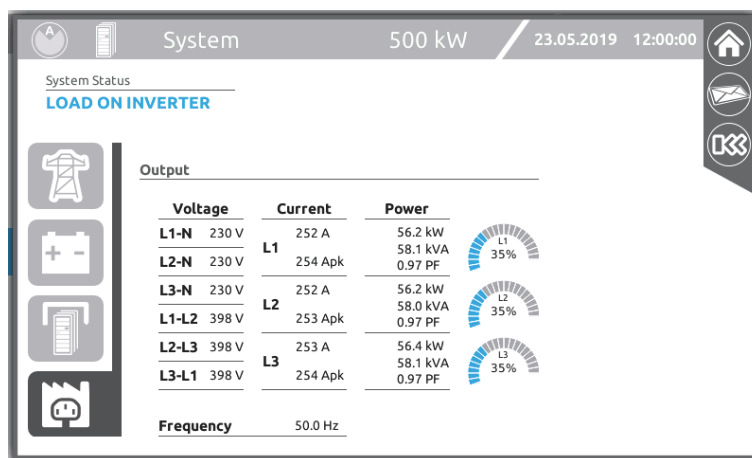 A
System
500 kW
23.05.2019 12:00:00
System Status
LOAD ON INVERTER
Output
Voltage Current Power
L1-N 230 V
L2-N 230 V
L3-N 230 V
L1-L2 398 V
L2-L3 398 V
L3-L1 398 V
L1
252 A
254 Apk
L2
252 A
253 Apk
L3
253 A
254 Apk
56.2 kW
58.1 kVA
0.97 PF
56.2 kW
58.0 kVA
0.97 PF
56.4 kW
58.1 kVA
0.97 PF
L1
35%
L2
35%
L3
35%
Frequency 50.0 Hz